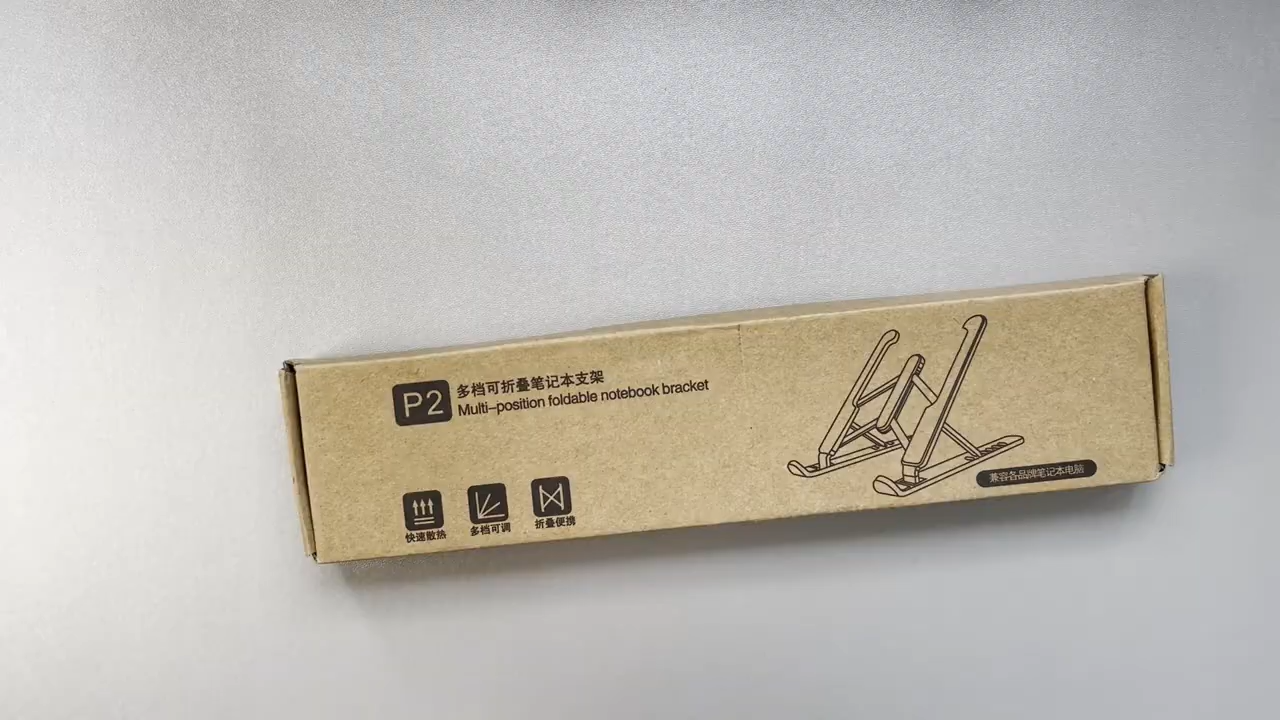 P2
多档可折叠笔记本支架
Multi-position foldable notebook bracket
快速散热
多档可调
折叠便携
兼容各品牌笔记本电脑